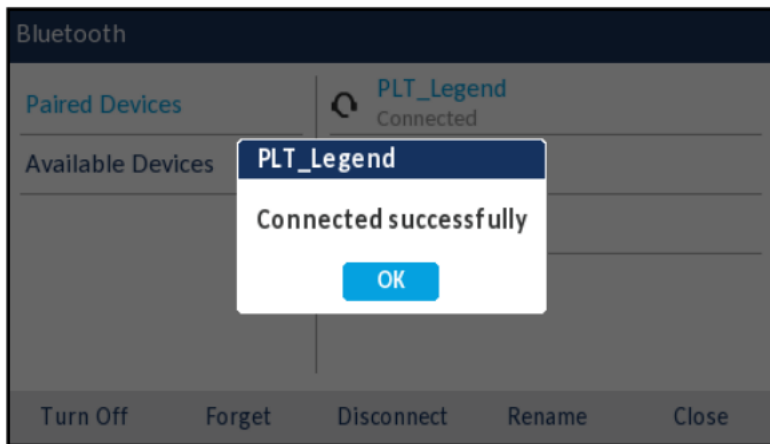 Bluetooth
Paired Devices
PLT_Legend
Connected
Available Devices
PLT_Legend
Connected successfully
OK
Turn Off Forget Disconnect Rename Close